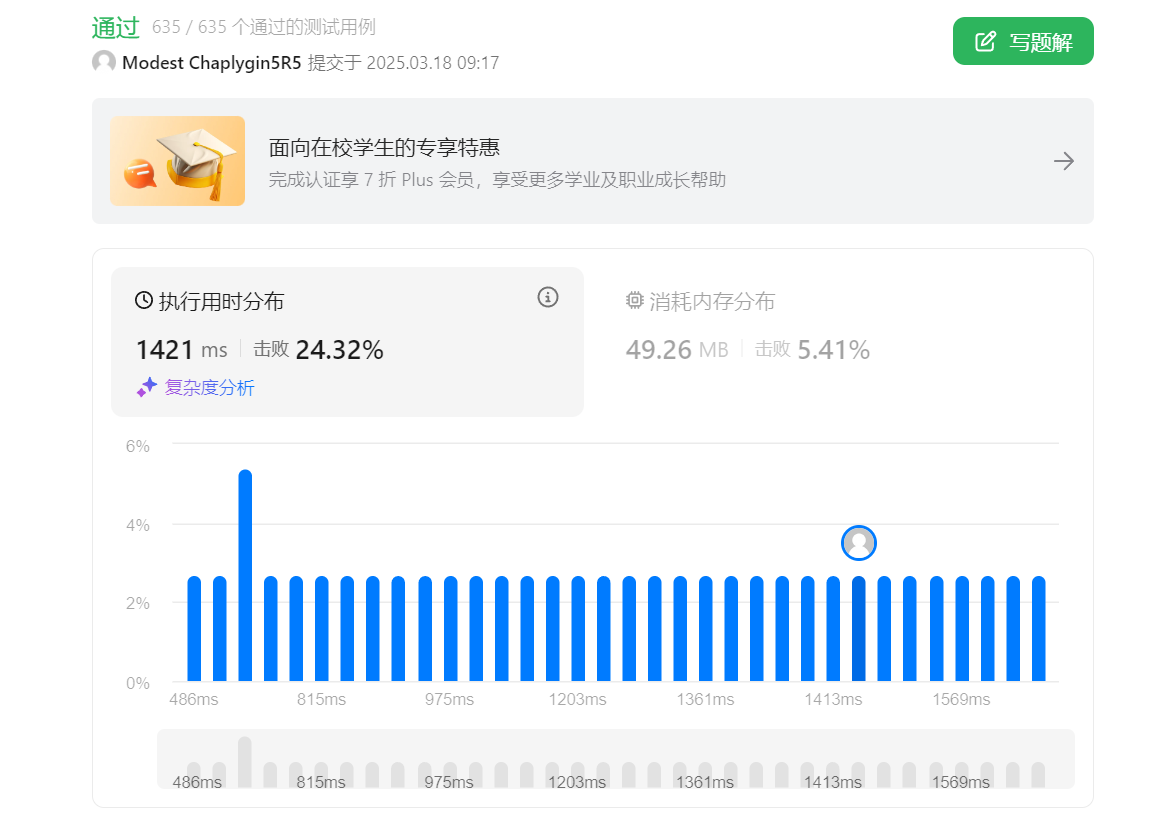 通过 635 / 635 个通过的测试用例
写题解
Modest Chaplygin5R5 提交于 2025.03.18 09:17
面向在校学生的专享特惠
完成认证享 7 折 Plus 会员，享受更多学业及职业成长帮助
执行用时分布
1421 ms 击败 24.32%
复杂度分析
消耗内存分布
49.26 MB 击败 5.41%
6%
4%
2%
0%
486ms 815ms 975ms 1203ms 1361ms 1413ms 1569ms
486ms 815ms 975ms 1203ms 1361ms 1413ms 1569ms